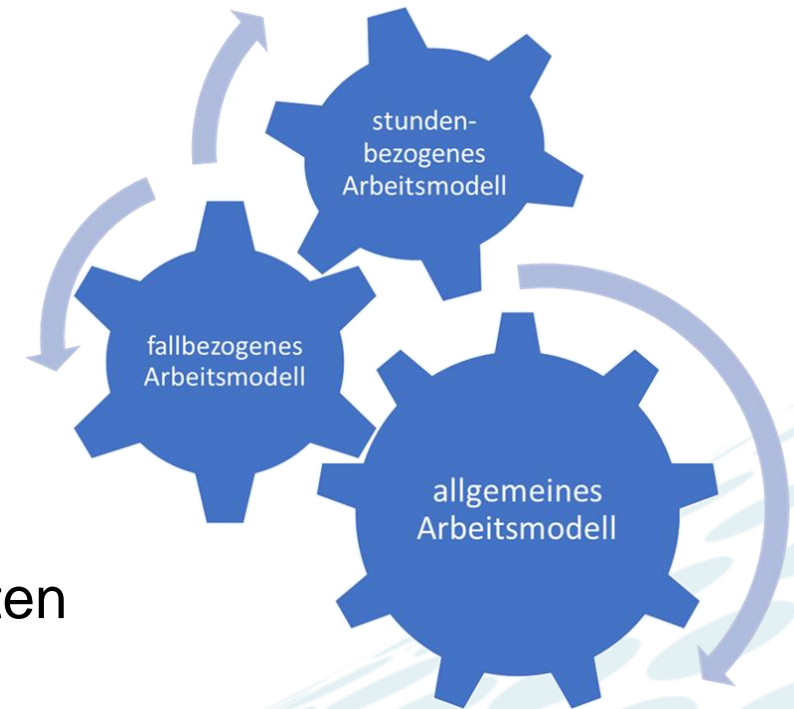 stunden-
bezogenes
Arbeitsmodell
fallbezogenes
Arbeitsmodell
allgemeines
Arbeitsmodell